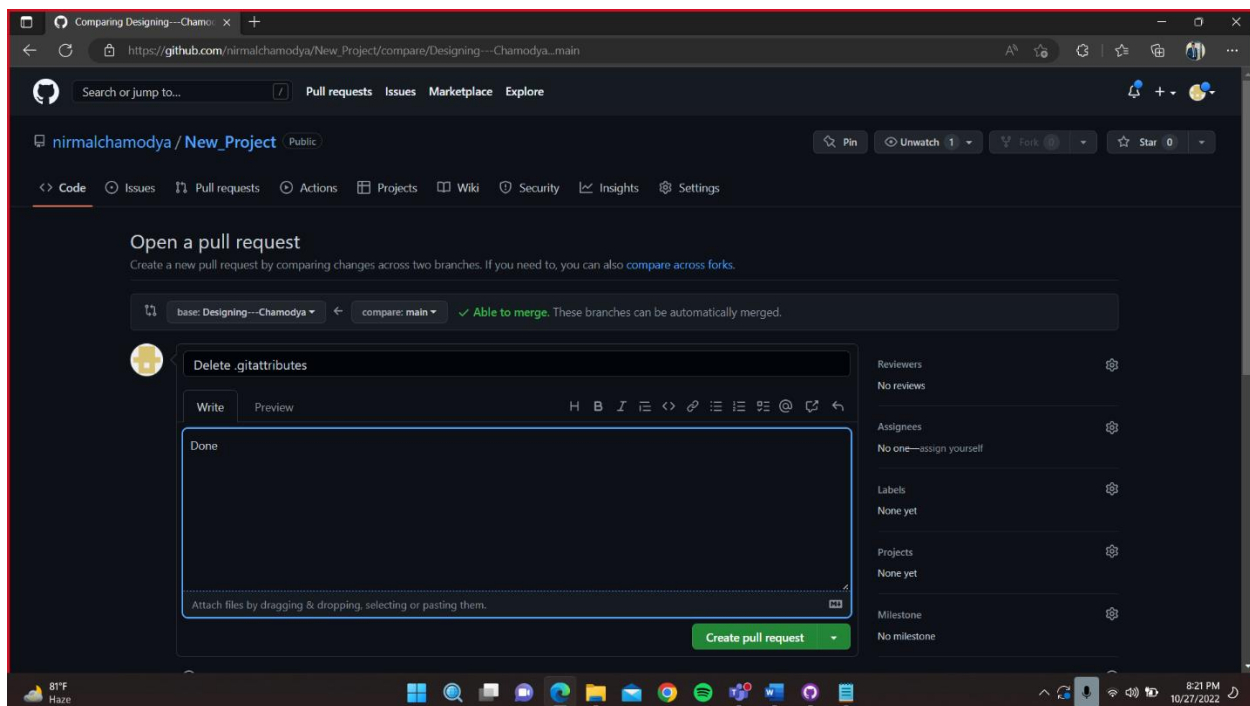 Comparing Designing---Chamo
https://github.com/nirmalchamodya/New_Project/compare/Designing---Chamodya...main
Search or jump to... / Pull requests Issues Marketplace Explore
nirmalchamodya / New_Project Public Pin Unwatch 1 Fork 0 Star 0
Code Issues Pull requests Actions Projects Wiki Security Insights Settings
Open a pull request
Create a new pull request by comparing changes across two branches. If you need to, you can also compare across forks.
base: Designing---Chamodya ← compare: main ✓ Able to merge. These branches can be automatically merged.
Delete .gitattributes
Write Preview
Done
Attach files by dragging & dropping, selecting or pasting them.
Create pull request
Reviewers
No reviews
Assignees
No one—assign yourself
Labels
None yet
Projects
None yet
Milestone
No milestone
81°F
Haze
8:21 PM
10/27/2022